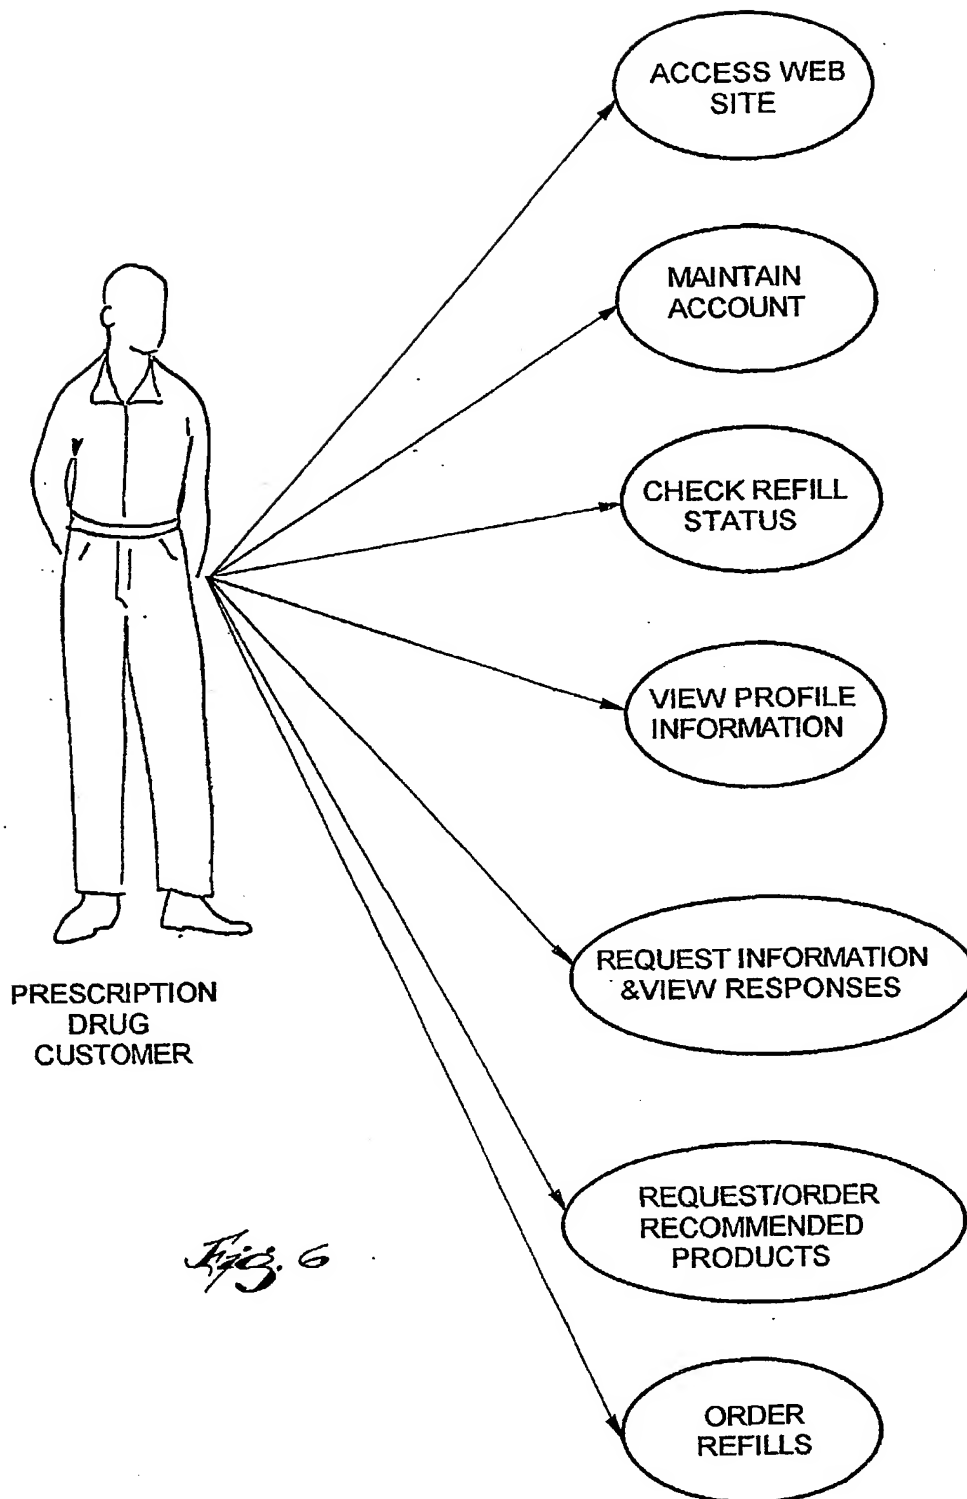 ACCESS WEB
SITE
MAINTAIN
ACCOUNT
CHECK REFILL
STATUS
VIEW PROFILE
INFORMATION
REQUEST INFORMATION
&VIEW RESPONSES
PRESCRIPTION
DRUG
CUSTOMER
REQUEST/ORDER
RECOMMENDED
PRODUCTS
Fig. 6
ORDER
REFILLS